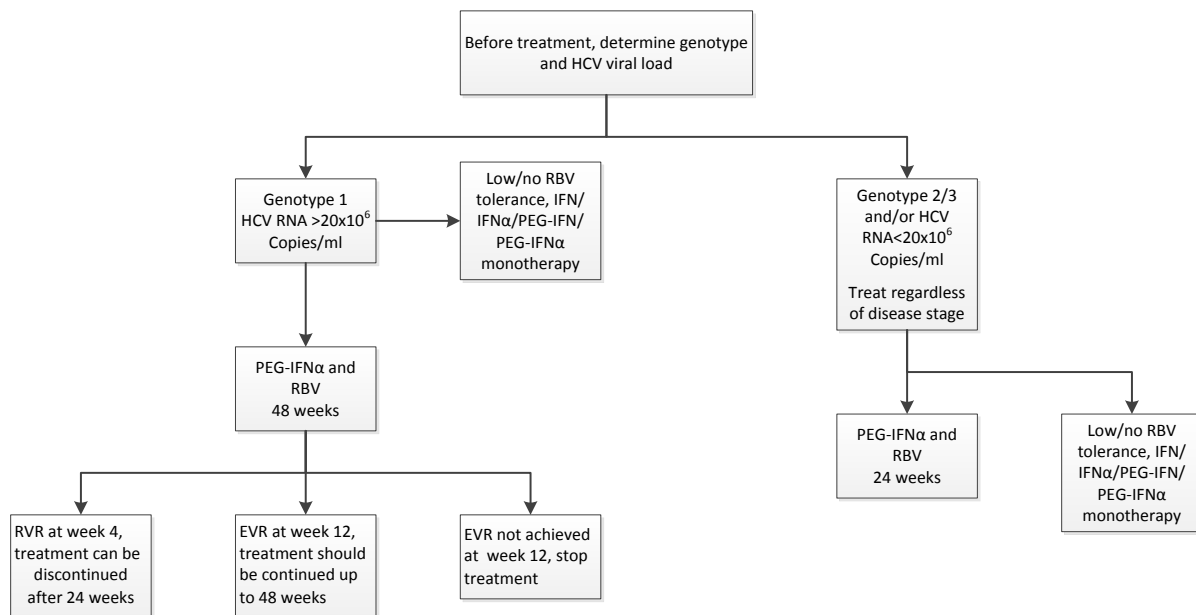 Before treatment, determine genotype
and HCV viral load
Genotype 1
HCV RNA >20x10⁶
Copies/ml
Low/no RBV
tolerance, IFN/
IFNα/PEG-IFN/
PEG-IFNα
monotherapy
Genotype 2/3
and/or HCV
RNA<20x10⁶
Copies/ml
Treat regardless
of disease stage
PEG-IFNα and
RBV
48 weeks
PEG-IFNα and
RBV
24 weeks
Low/no RBV
tolerance, IFN/
IFNα/PEG-IFN/
PEG-IFNα
monotherapy
RVR at week 4,
treatment can be
discontinued
after 24 weeks
EVR at week 12,
treatment should
be continued up
to 48 weeks
EVR not achieved
at week 12, stop
treatment